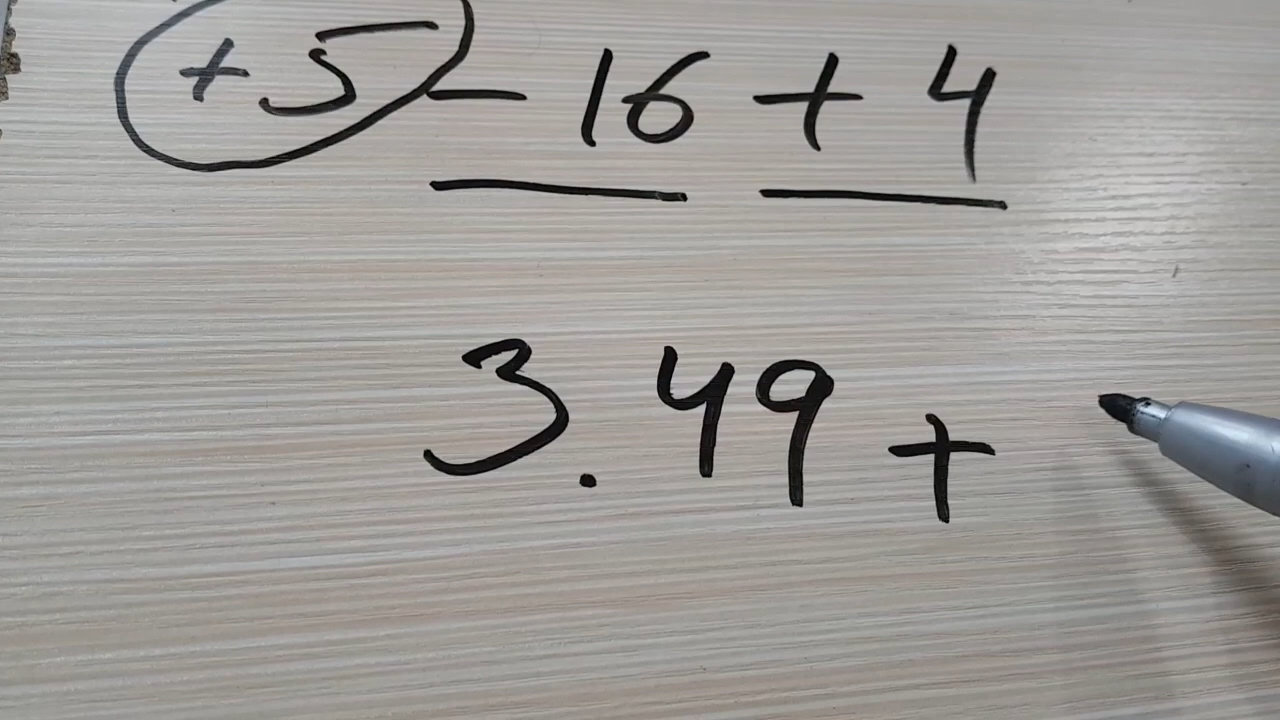 +5 - 16 + 4
3.49 +